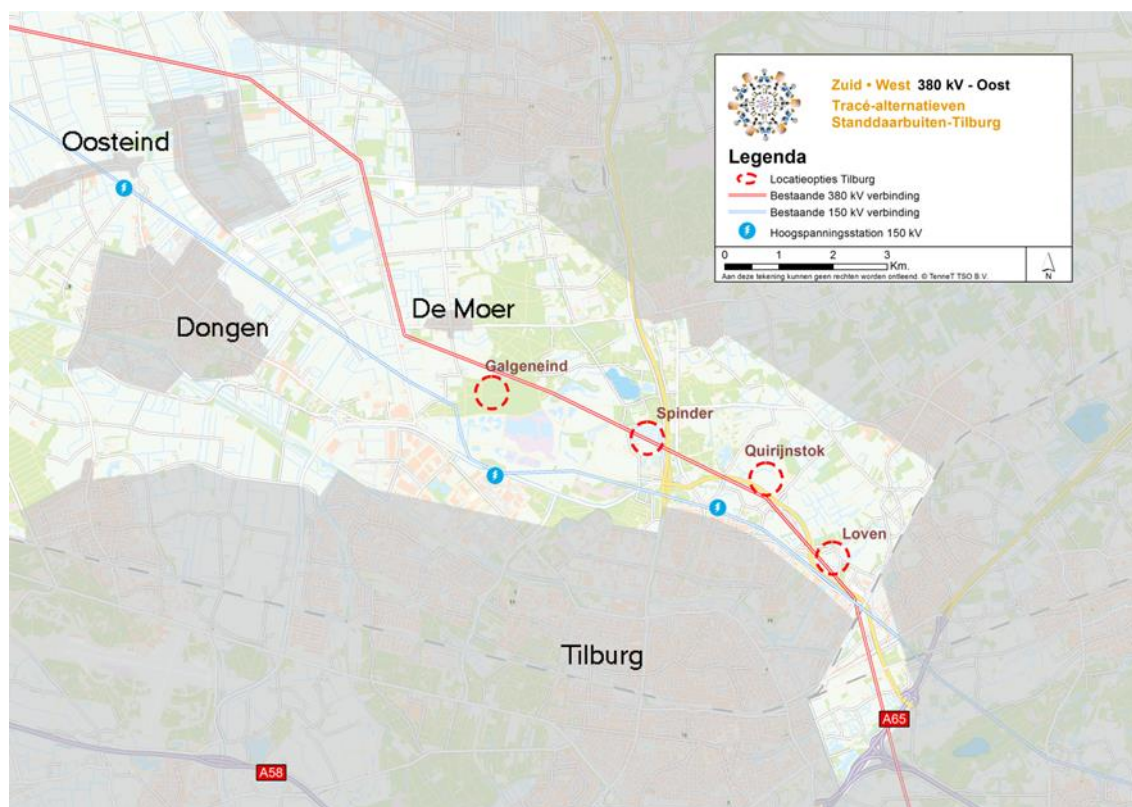 Zuid • West 380 kV - Oost
Tracé-alternatieven
Standdaarbuiten-Tilburg
Legenda
Locatieopties Tilburg
Bestaande 380 kV verbinding
Bestaande 150 kV verbinding
Hoogspanningsstation 150 kV
0 1 2 3
Km.
Aan deze tekening kunnen geen rechten worden ontleend. © TenneT TSO B.V.
N
Oosteind
Dongen
De Moer
Galgeneind
Spinder
Quirijnstok
Loven
Tilburg
A65
A58